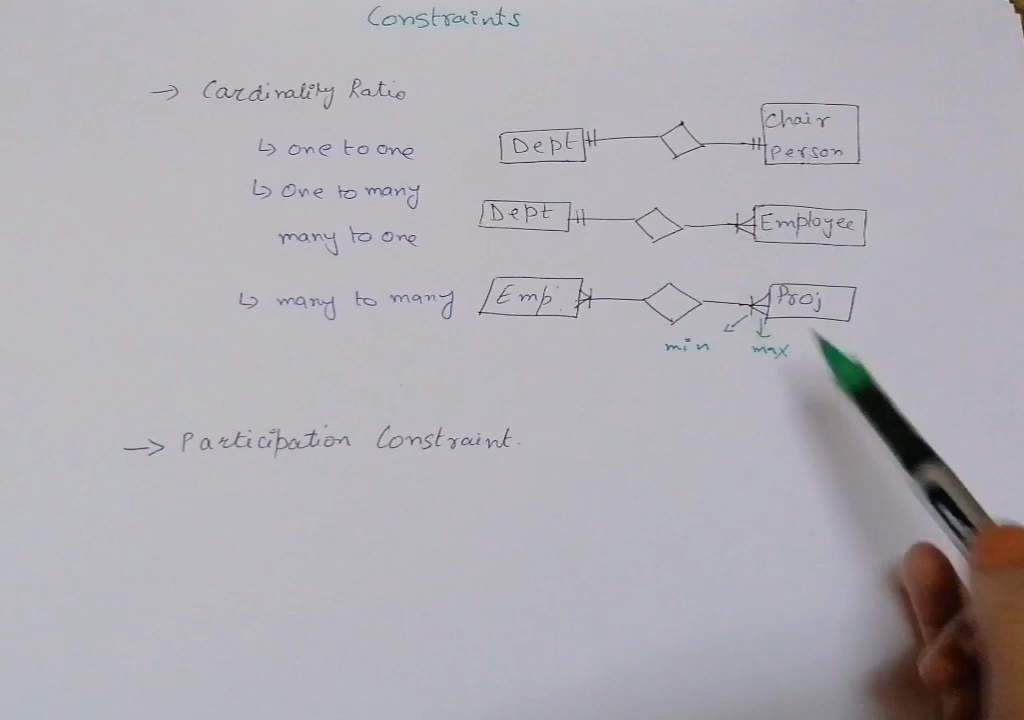 Constraints
→ Cardinality Ratio
↳ one to one
Dept
Chair
Person
↳ One to many
many to one
Dept
Employee
↳ many to many
Emp.
Proj
min
max
→ Participation Constraint.